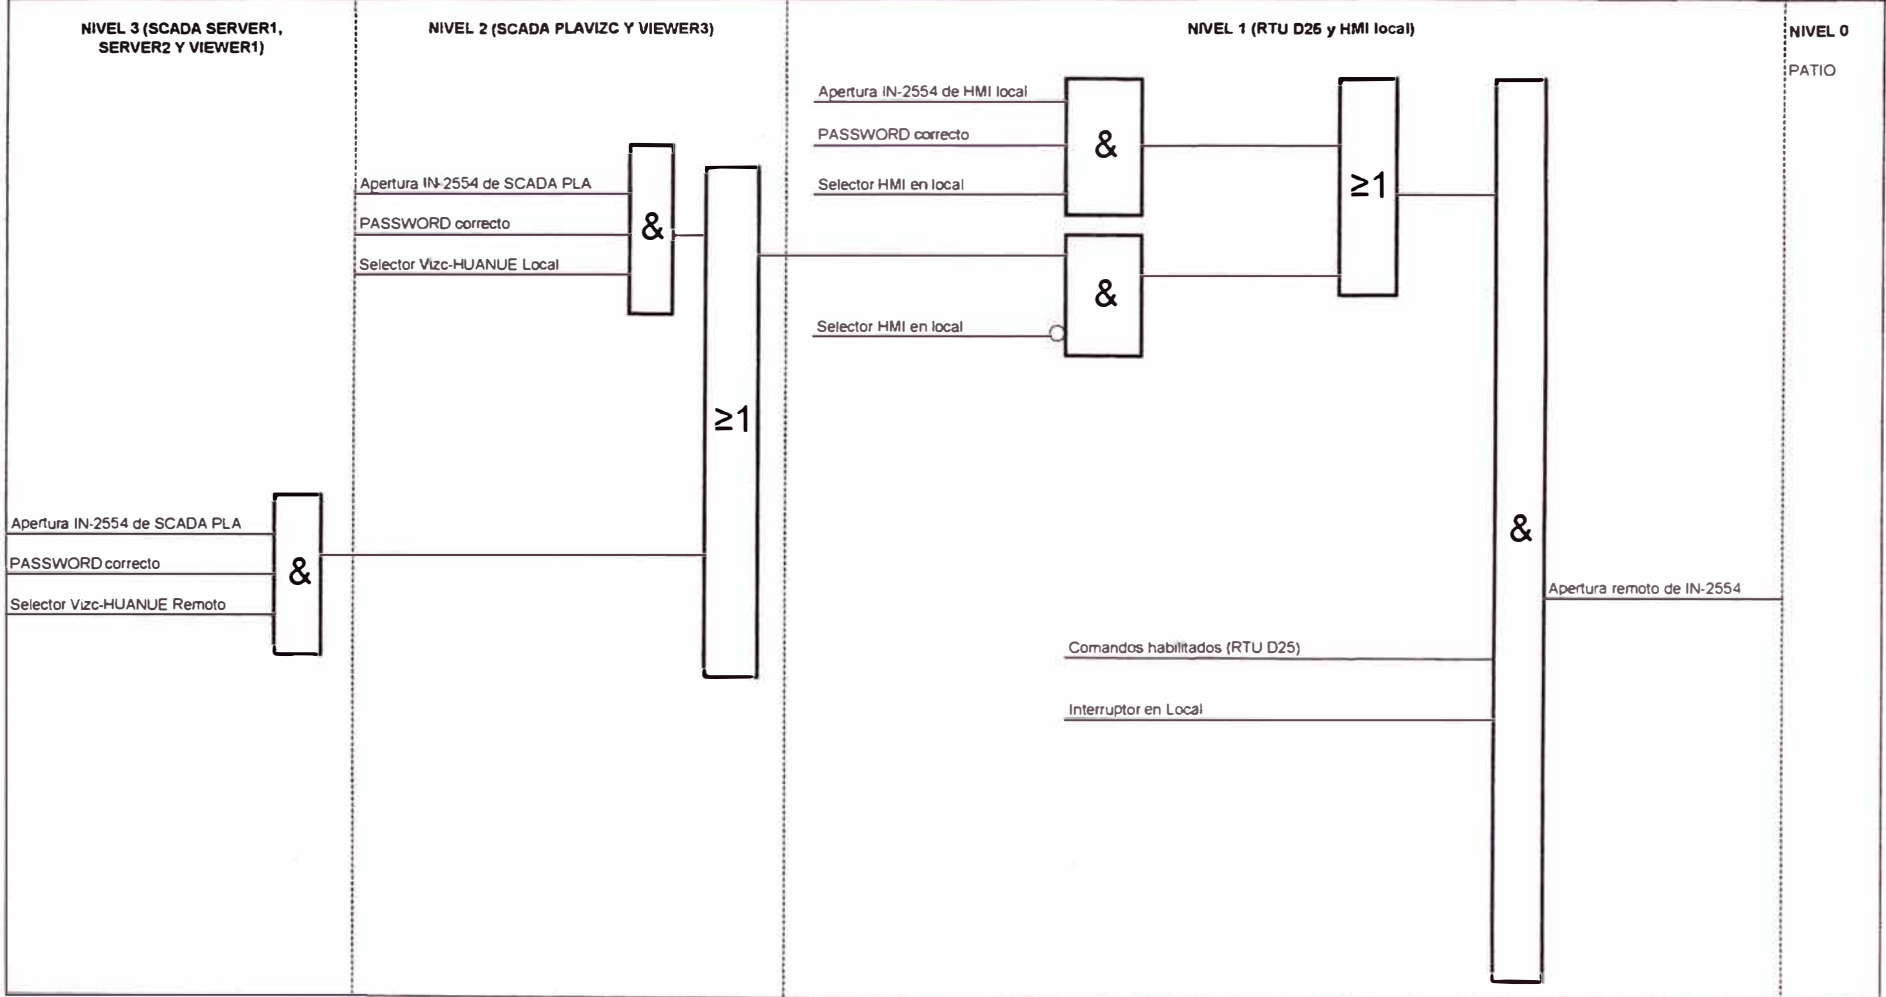 NIVEL 3 (SCADA SERVER1,
SERVER2 Y VIEWER1)
Apertura IN-2554 de SCADA PLA
PASSWORD correcto
&
Selector Vizc-HUANUE Remoto
NIVEL 2 (SCADA PLAVIZC Y VIEWER3)
Apertura IN-2554 de SCADA PLA
PASSWORD correcto
&
Selector Vizc-HUANUE Local
≥1
NIVEL 1 (RTU D25 y HMI local)
Apertura IN-2554 de HMI local
PASSWORD correcto
&
Selector HMI en local
≥1
&
Selector HMI en local
&
Apertura remoto de IN-2554
Comandos habilitados (RTU D25)
Interruptor en Local
NIVEL 0
PATIO